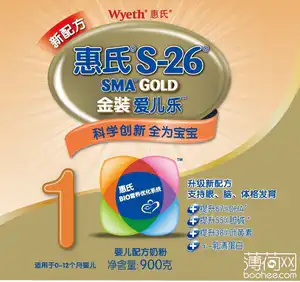 Wyeth® 惠氏®
新配方
惠氏® S-26®
SMA® GOLD
金装 爱儿乐™
科学创新 全为宝宝
1
惠氏
BIO营养优化系统
™
升级新配方
支持眼、脑、体格发育
婴儿配方奶粉
适用于0-12个月婴儿
净含量:900克
薄荷网
boohee.com